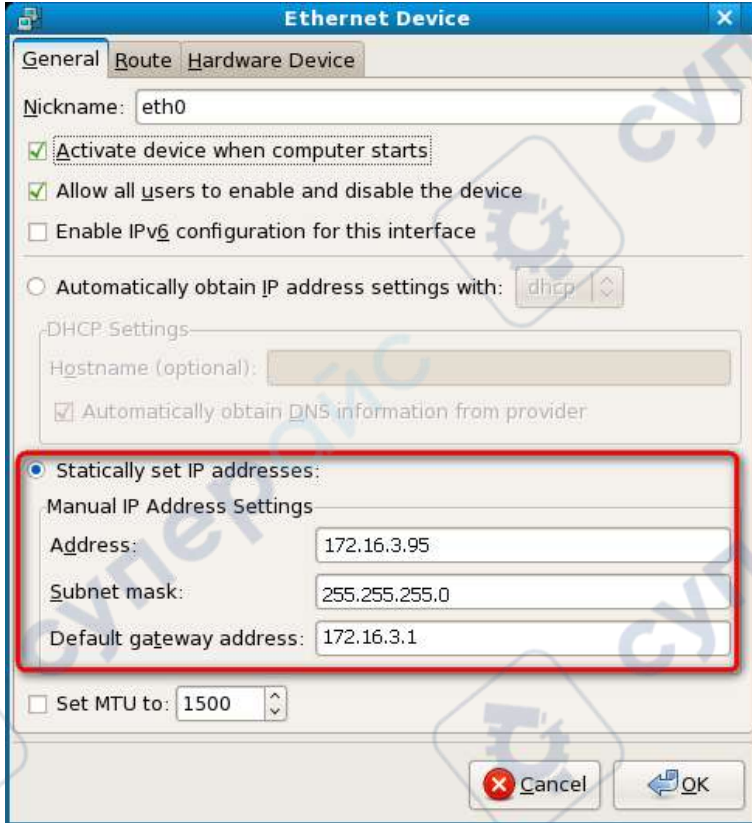 Ethernet Device
General Route Hardware Device
Nickname: eth0
Activate device when computer starts
Allow all users to enable and disable the device
Enable IPv6 configuration for this interface
Automatically obtain IP address settings with: dhcp
DHCP Settings
Hostname (optional):
Automatically obtain DNS information from provider
Statically set IP addresses:
Manual IP Address Settings
Address: 172.16.3.95
Subnet mask: 255.255.255.0
Default gateway address: 172.16.3.1
Set MTU to: 1500
Cancel OK